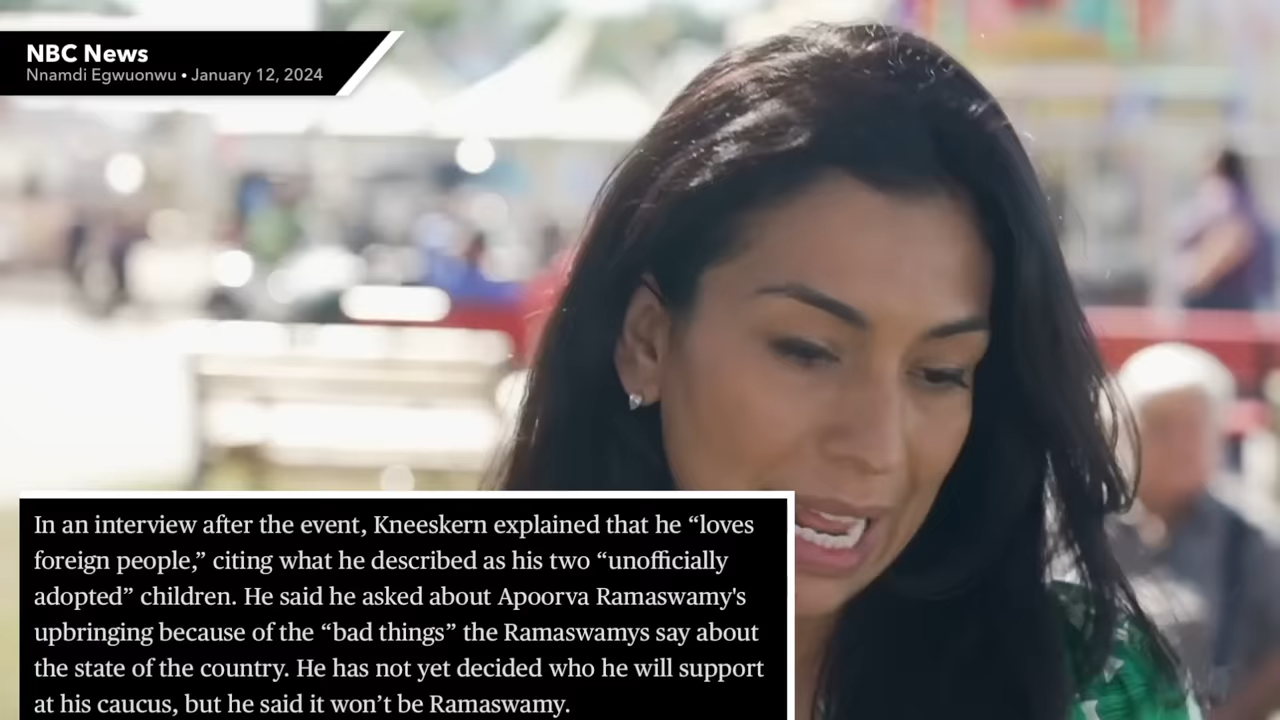 NBC News
Nnamdi Egwuonwu • January 12, 2024
In an interview after the event, Kneeskern explained that he “loves
foreign people,” citing what he described as his two “unofficially
adopted” children. He said he asked about Apoorva Ramaswamy's
upbringing because of the “bad things” the Ramaswamys say about
the state of the country. He has not yet decided who he will support
at his caucus, but he said it won’t be Ramaswamy.